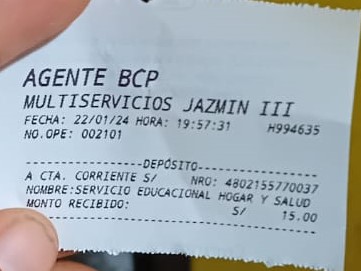 AGENTE BCP
MULTISERVICIOS JAZMIN III
FECHA: 22/01/24 HORA: 19:57:31 H994635
NO.OPE: 002101
--------------------DEPÓSITO--------------------
A CTA. CORRIENTE S/ NRO: 4802155770037
NOMBRE:SERVICIO EDUCACIONAL HOGAR Y SALUD
MONTO RECIBIDO: S/ 15.00
------------------------------------------------